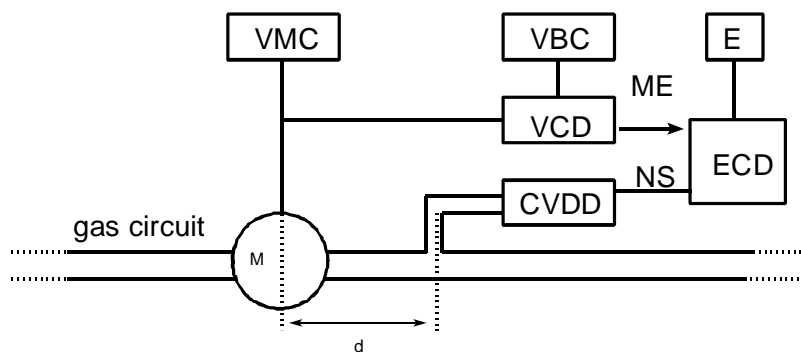 VMC
VBC
E
ME
VCD
ECD
NS
CVDD
gas circuit
M
d